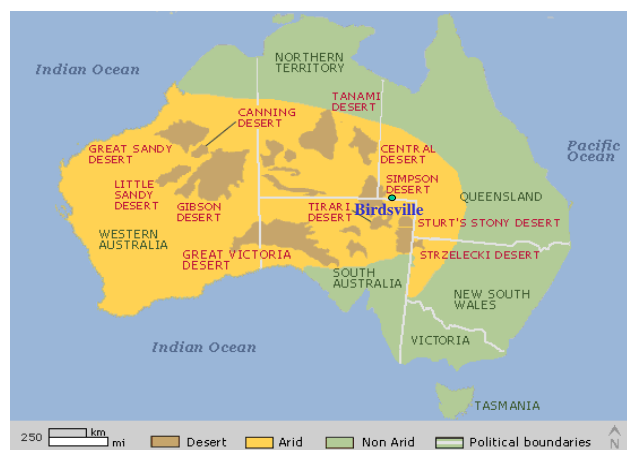 NORTHERN
TERRITORY
Indian Ocean
TANAMI
DESERT
CANNING
DESERT
GREAT SANDY
DESERT
CENTRAL
DESERT
Pacific
Ocean
SIMPSON
DESERT
LITTLE
SANDY
DESERT
GIBSON
DESERT
QUEENSLAND
TIRARI
DESERT
Birdsville
STURT'S STONY DESERT
WESTERN
AUSTRALIA
GREAT VICTORIA
DESERT
STRZELECKI DESERT
SOUTH
AUSTRALIA
NEW SOUTH
WALES
Indian Ocean
VICTORIA
TASMANIA
250 km
mi
Desert
Arid
Non Arid
Political boundaries
N